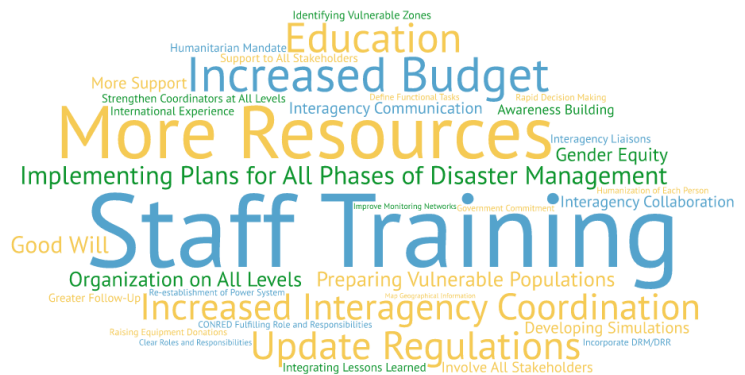 Identifying Vulnerable Zones
Education
Humanitarian Mandate
Support to All Stakeholders
Increased Budget
More Support
Define Functional Tasks
Rapid Decision Making
Strengthen Coordinators at All Levels
Interagency Communication
Awareness Building
International Experience
More Resources
Interagency Liaisons
Gender Equity
Implementing Plans for All Phases of Disaster Management
Humanization of Each Person
Interagency Collaboration
Staff Training
Improve Monitoring Networks
Government Commitment
Good Will
Organization on All Levels
Preparing Vulnerable Populations
Re-establishment of Power System
Map Geographical Information
Greater Follow-Up
Increased Interagency Coordination
CONRED Fulfilling Role and Responsibilities
Developing Simulations
Raising Equipment Donations
Update Regulations
Clear Roles and Responsibilities
Incorporate DRM/DRR
Integrating Lessons Learned
Involve All Stakeholders